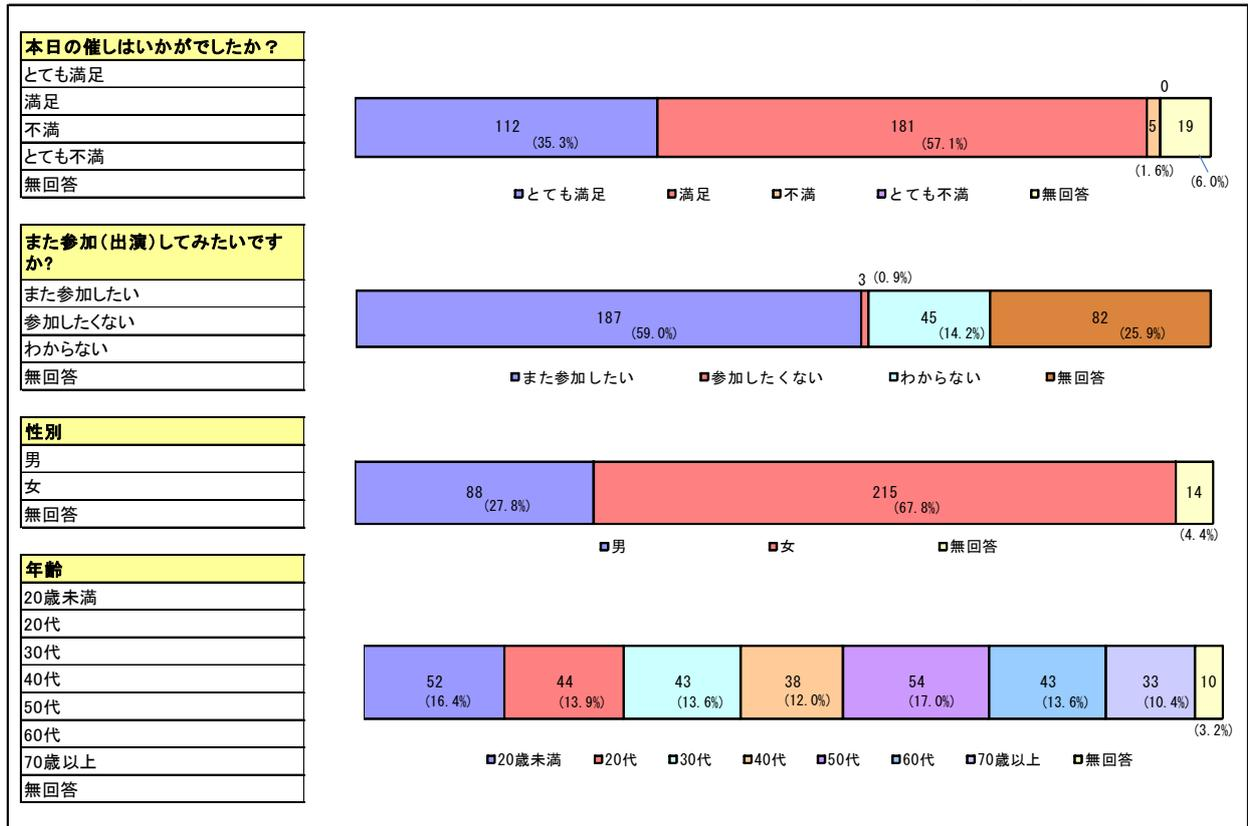 本日の催しはいかがでしたか？
とても満足
満足
不満
とても不満
無回答
0
112
(35.3%)
181
(57.1%)
5
19
(1.6%)
(6.0%)
とても満足 満足 不満 とても不満 無回答
また参加(出演)してみたいです
か?
また参加したい
参加したくない
わからない
無回答
3 (0.9%)
187
(59.0%)
45
(14.2%)
82
(25.9%)
また参加したい 参加したくない わからない 無回答
性別
男
女
無回答
88
(27.8%)
215
(67.8%)
14
(4.4%)
男 女 無回答
年齢
20歳未満
20代
30代
40代
50代
60代
70歳以上
無回答
52
(16.4%)
44
(13.9%)
43
(13.6%)
38
(12.0%)
54
(17.0%)
43
(13.6%)
33
(10.4%)
10
(3.2%)
20歳未満 20代 30代 40代 50代 60代 70歳以上 無回答